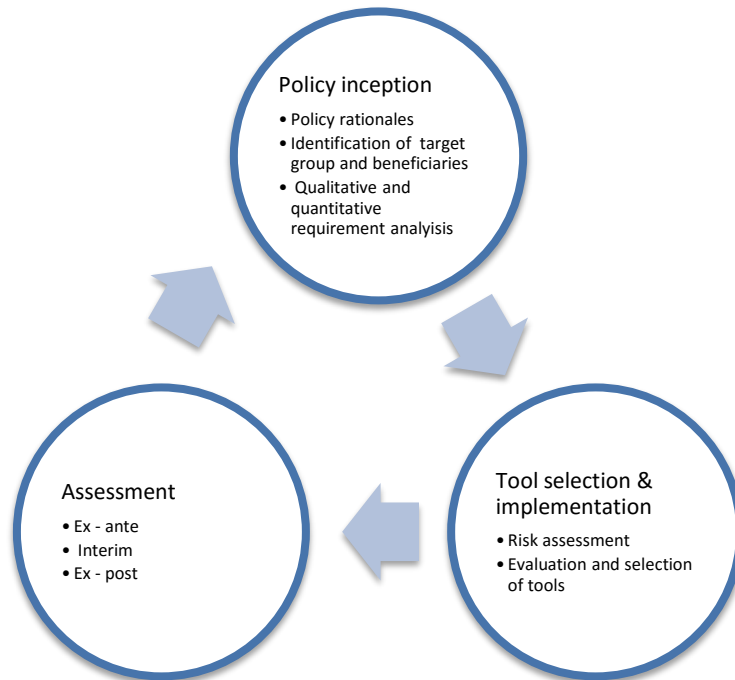 Policy inception
• Policy rationales
• Identification of target
group and beneficiaries
• Qualitative and
quantitative
requirement analyisis
Tool selection &
implementation
• Risk assessment
• Evaluation and selection
of tools
Assessment
• Ex - ante
• Interim
• Ex - post